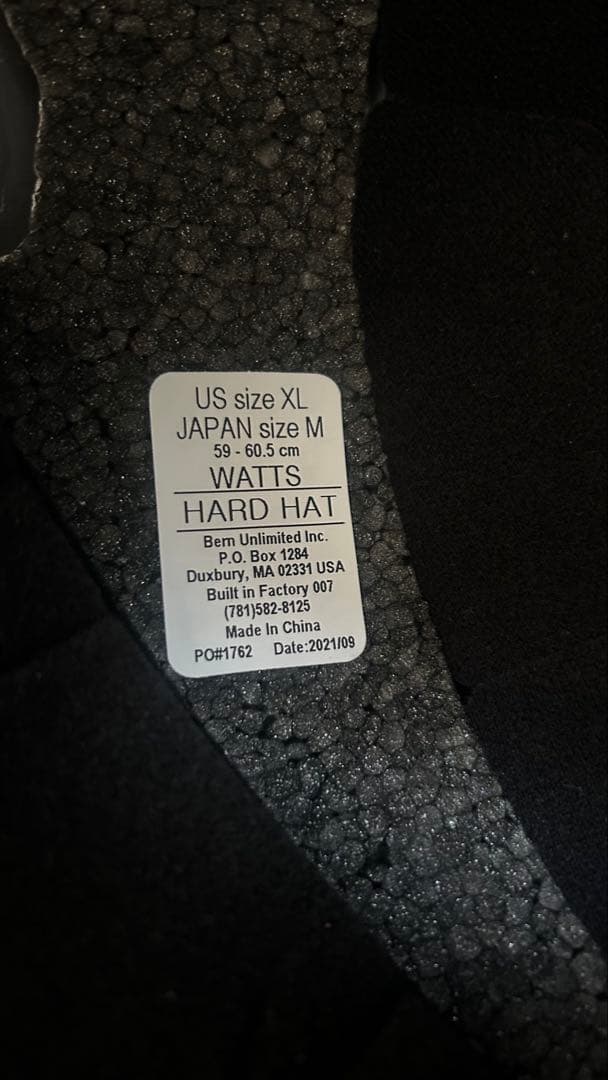 US size XL
JAPAN size M
59 - 60.5 cm
WATTS
HARD HAT
Bern Unlimited Inc.
P.O. Box 1284
Duxbury, MA 02331 USA
Built in Factory 007
(781)582-8125
Made In China
PO#1762 Date:2021/09